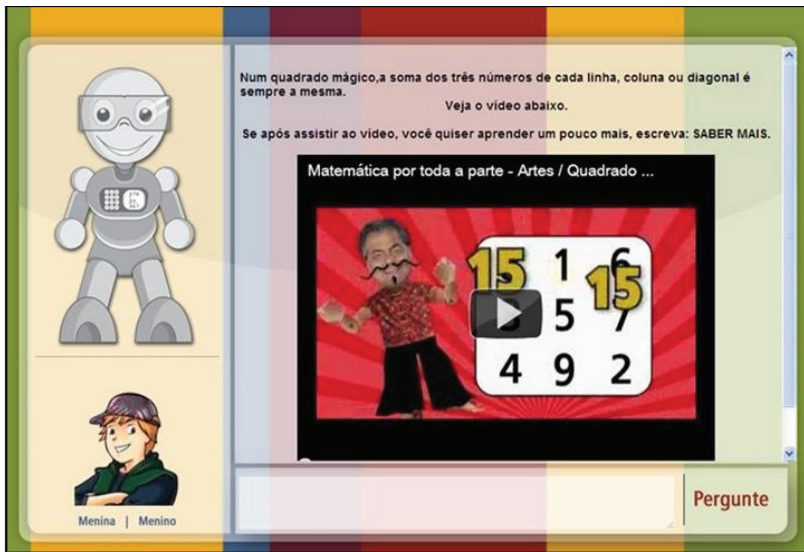 Num quadrado mágico,a soma dos três números de cada linha, coluna ou diagonal é
sempre a mesma.
Veja o vídeo abaixo.
Se após assistir ao vídeo, você quiser aprender um pouco mais, escreva: SABER MAIS.
Matemática por toda a parte - Artes / Quadrado ...
15 1 6
15
3 5 7
4 9 2
Pergunte
Menina | Menino